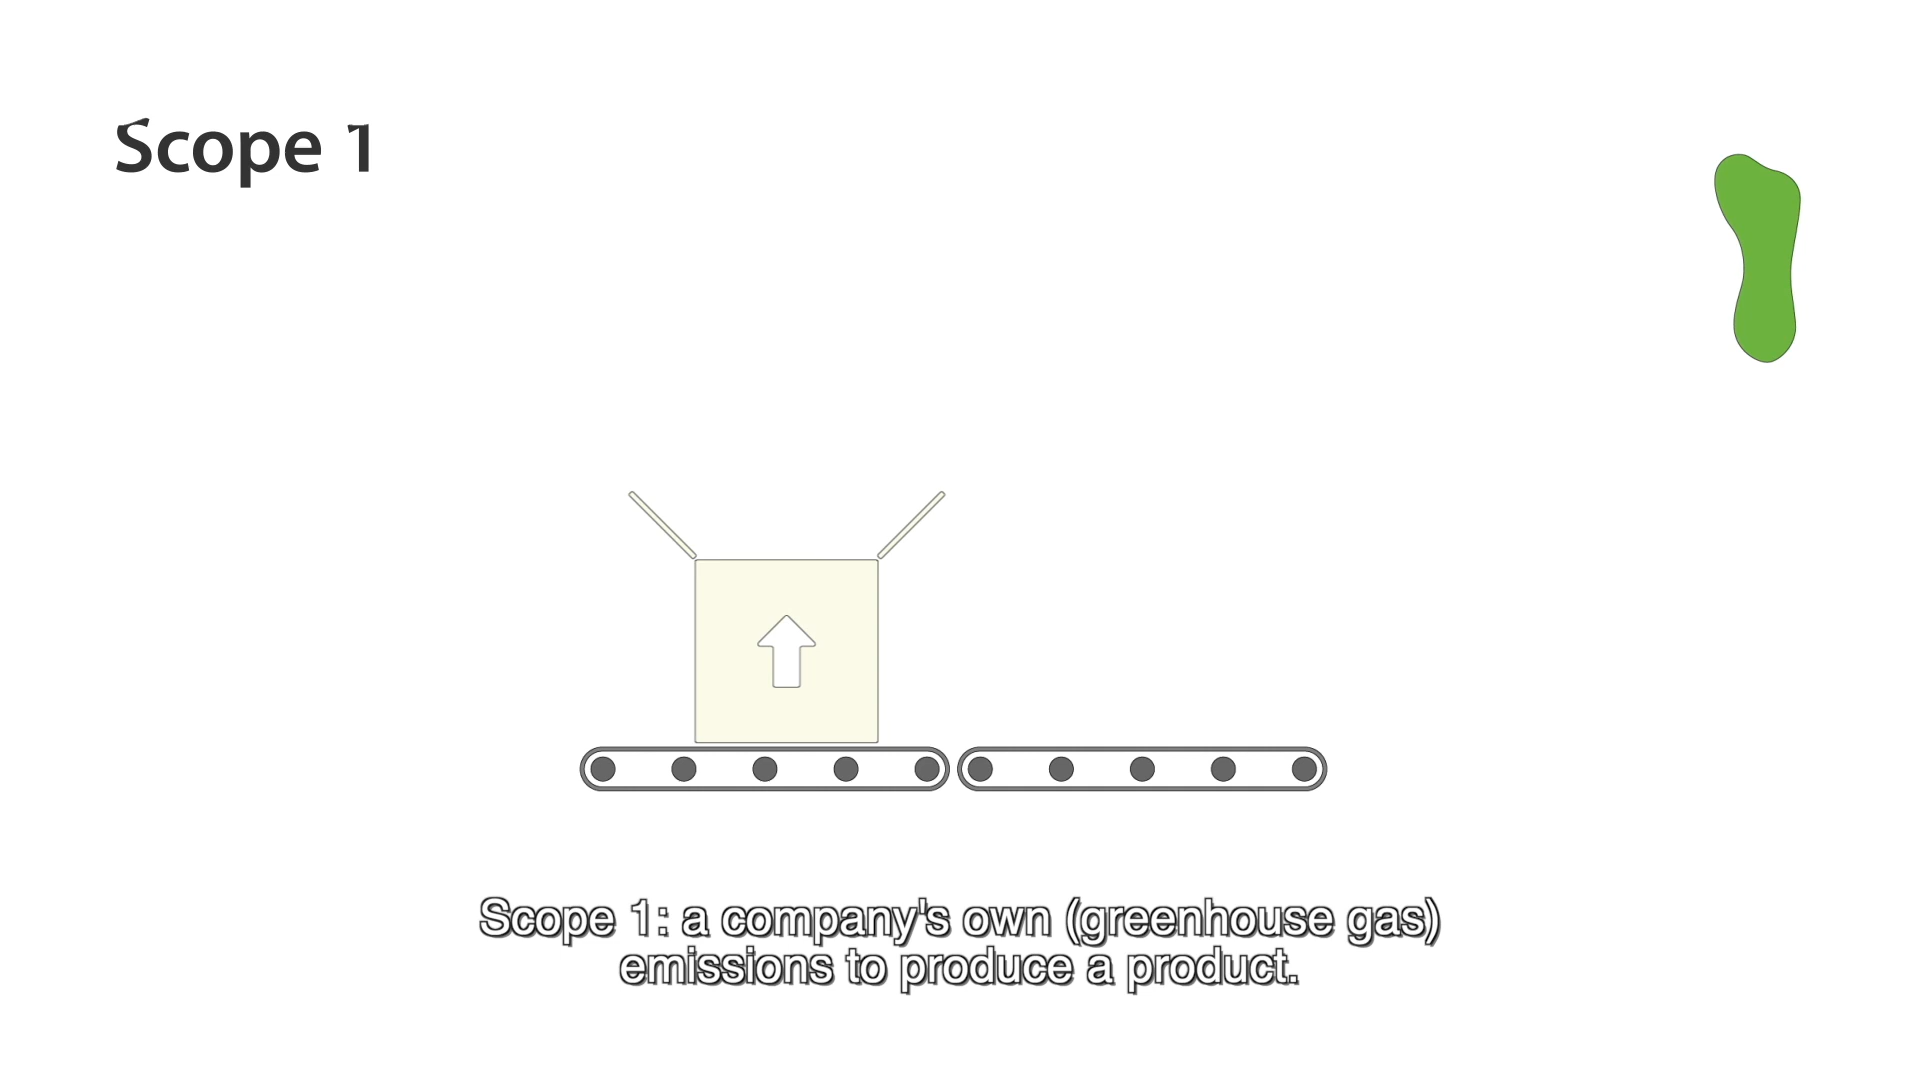 Scope 1
Scope 1: a company's own (greenhouse gas)
emissions to produce a product.